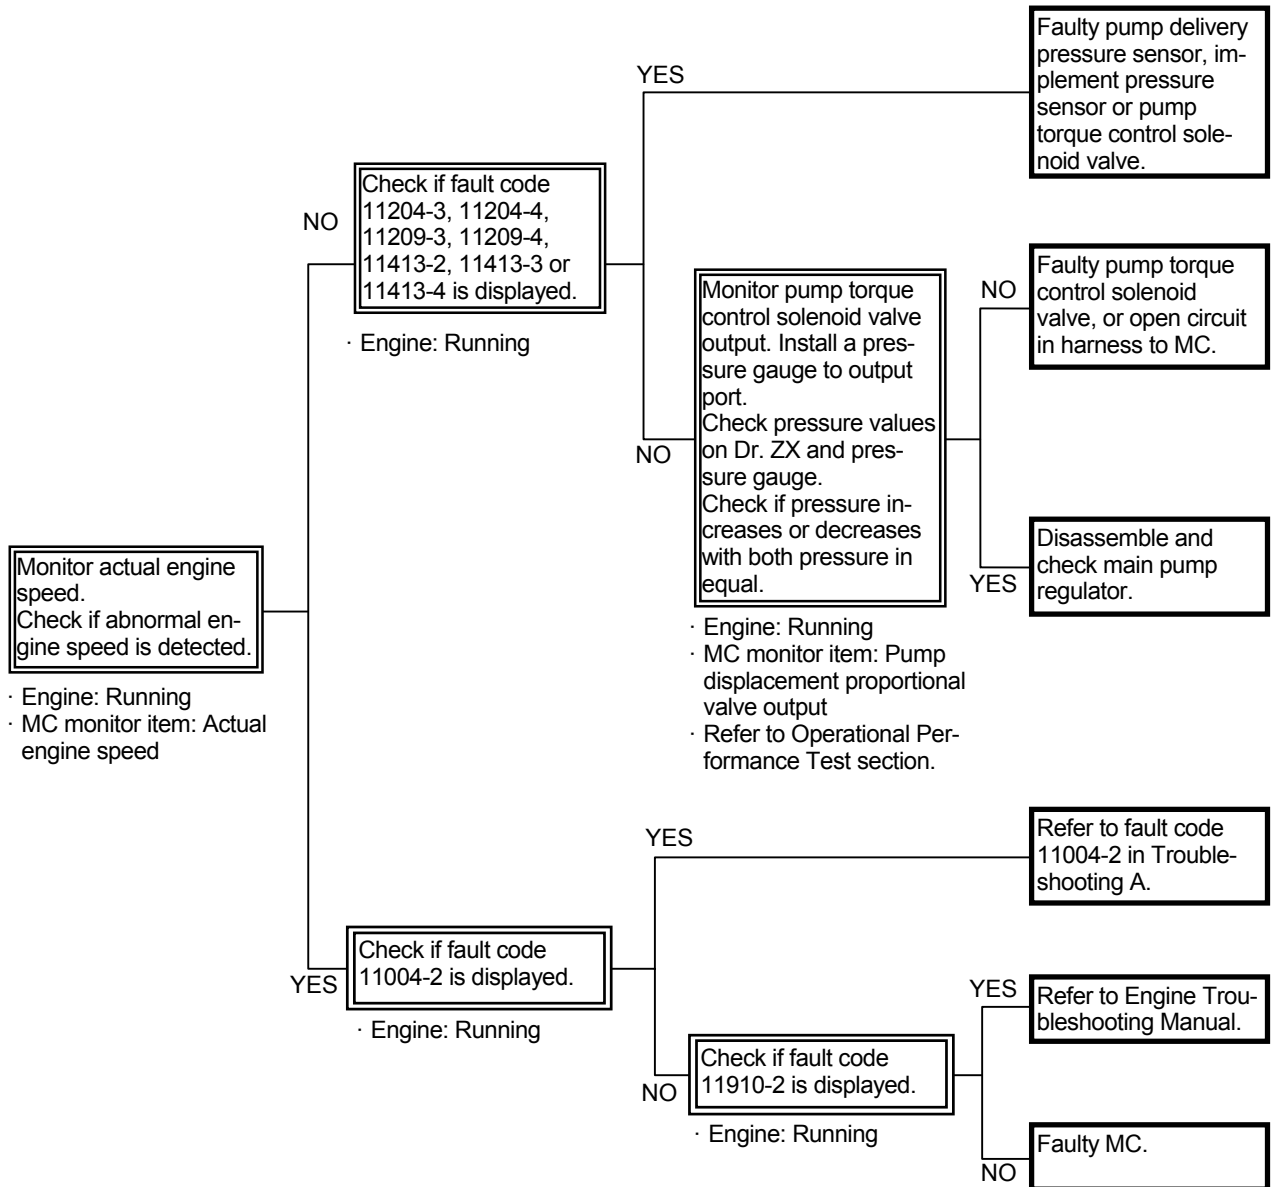 Faulty pump delivery
pressure sensor, im-
plement pressure
sensor or pump
torque control sole-
noid valve.
YES
Check if fault code
11204-3, 11204-4,
11209-3, 11209-4,
11413-2, 11413-3 or
11413-4 is displayed.
NO
· Engine: Running
Monitor pump torque
control solenoid valve
output. Install a pres-
sure gauge to output
port.
Check pressure values
on Dr. ZX and pres-
sure gauge.
Check if pressure in-
creases or decreases
with both pressure in
equal.
NO
· Engine: Running
· MC monitor item: Pump
displacement proportional
valve output
· Refer to Operational Per-
formance Test section.
NO
Faulty pump torque
control solenoid
valve, or open circuit
in harness to MC.
YES
Disassemble and
check main pump
regulator.
Monitor actual engine
speed.
Check if abnormal en-
gine speed is detected.
· Engine: Running
· MC monitor item: Actual
engine speed
YES
Check if fault code
11004-2 is displayed.
· Engine: Running
YES
Refer to fault code
11004-2 in Trouble-
shooting A.
NO
Check if fault code
11910-2 is displayed.
· Engine: Running
YES
Refer to Engine Trou-
bleshooting Manual.
NO
Faulty MC.